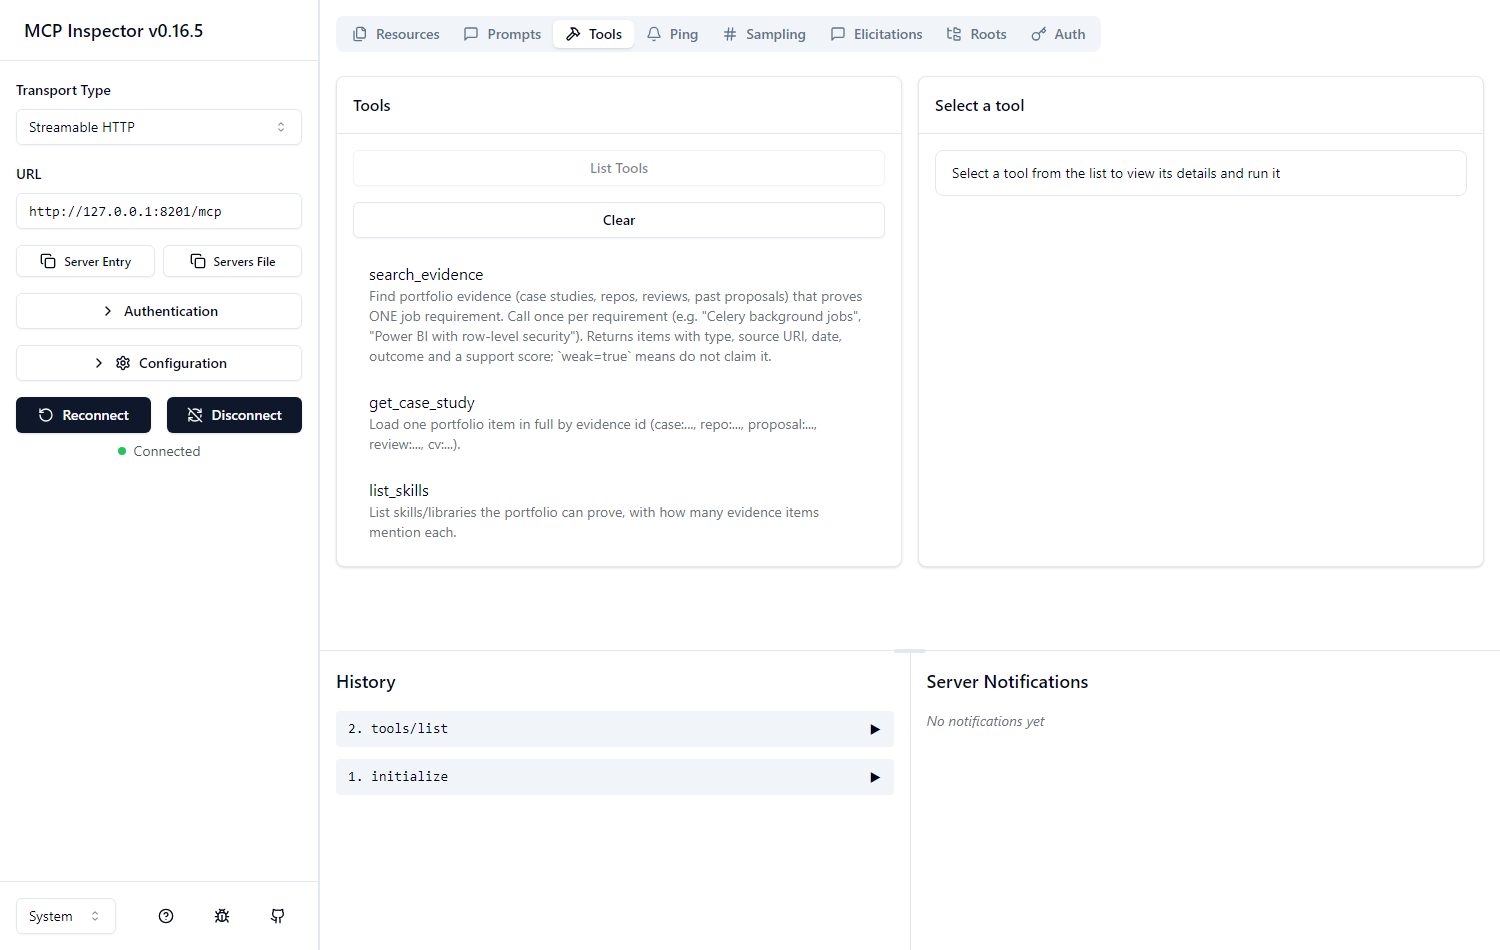 MCP Inspector v0.16.5
Transport Type
Streamable HTTP
URL
http://127.0.0.1:8201/mcp
Server Entry
Servers File
Authentication
Configuration
Reconnect
Disconnect
Connected
System
Resources
Prompts
Tools
Ping
Sampling
Elicitations
Roots
Auth
Tools
List Tools
Clear
search_evidence
Find portfolio evidence (case studies, repos, reviews, past proposals) that proves
ONE job requirement. Call once per requirement (e.g. "Celery background jobs",
"Power BI with row-level security"). Returns items with type, source URI, date,
outcome and a support score; `weak=true` means do not claim it.
get_case_study
Load one portfolio item in full by evidence id (case:..., repo:..., proposal:...,
review:..., cv:...).
list_skills
List skills/libraries the portfolio can prove, with how many evidence items
mention each.
Select a tool
Select a tool from the list to view its details and run it
History
2. tools/list
1. initialize
Server Notifications
No notifications yet